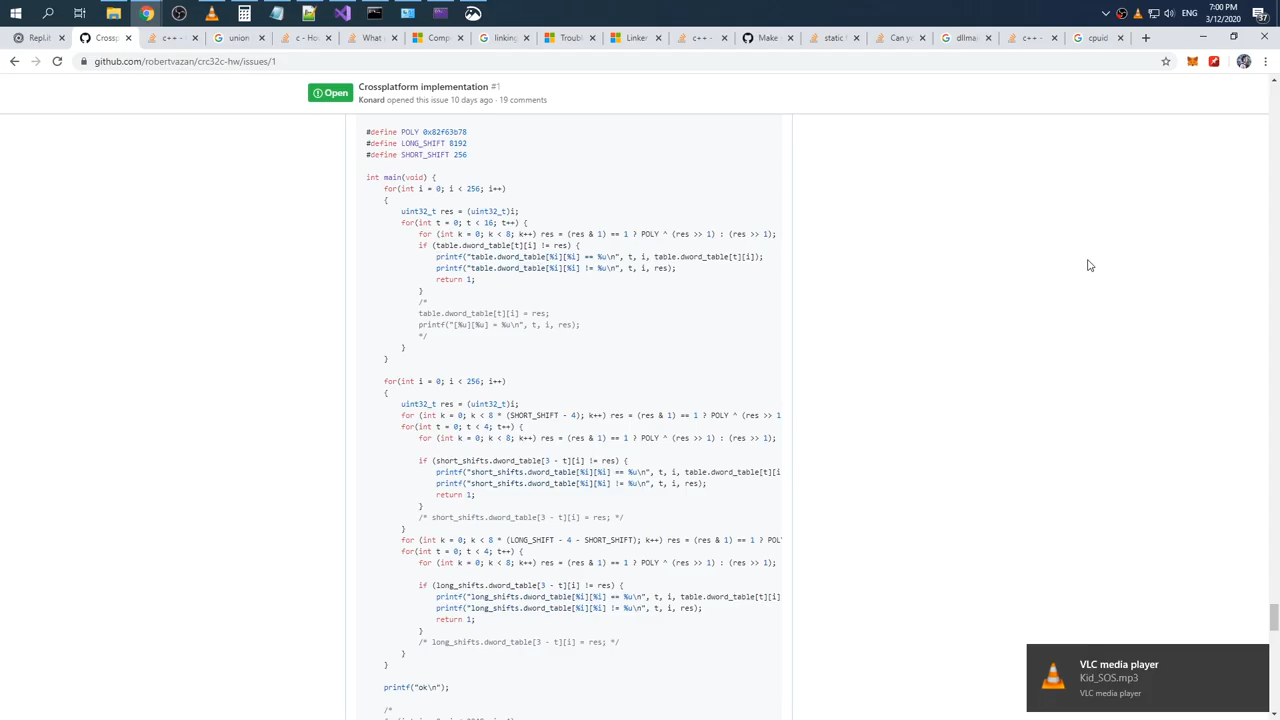 7:00 PM
ENG
3/12/2020
37
Repl.it
Crossp
c++ -
union
c - Ho
What
Comp
linking
Troubl
Linker
c++ -
Make
static
Can yo
dllmai
c++ -
cpuid
github.com/robertvazan/crc32c-hw/issues/1
Open
Crossplatform implementation #1
Konard opened this issue 10 days ago · 19 comments
#define POLY 0x82f63b78
#define LONG_SHIFT 8192
#define SHORT_SHIFT 256
int main(void) {
for(int i = 0; i < 256; i++)
{
uint32_t res = (uint32_t)i;
for(int t = 0; t < 16; t++) {
for (int k = 0; k < 8; k++) res = (res & 1) == 1 ? POLY ^ (res >> 1) : (res >> 1);
if (table.dword_table[t][i] != res) {
printf("table.dword_table[%i][%i] == %u\n", t, i, table.dword_table[t][i]);
printf("table.dword_table[%i][%i] != %u\n", t, i, res);
return 1;
}
/*
table.dword_table[t][i] = res;
printf("[%u][%u] = %u\n", t, i, res);
*/
}
}
for(int i = 0; i < 256; i++)
{
uint32_t res = (uint32_t)i;
for (int k = 0; k < 8 * (SHORT_SHIFT - 4); k++) res = (res & 1) == 1 ? POLY ^ (res >> 1
for(int t = 0; t < 4; t++) {
for (int k = 0; k < 8; k++) res = (res & 1) == 1 ? POLY ^ (res >> 1) : (res >> 1);
if (short_shifts.dword_table[3 - t][i] != res) {
printf("short_shifts.dword_table[%i][%i] == %u\n", t, i, table.dword_table[t][i
printf("short_shifts.dword_table[%i][%i] != %u\n", t, i, res);
return 1;
}
/* short_shifts.dword_table[3 - t][i] = res; */
}
for (int k = 0; k < 8 * (LONG_SHIFT - 4 - SHORT_SHIFT); k++) res = (res & 1) == 1 ? POL
for(int t = 0; t < 4; t++) {
for (int k = 0; k < 8; k++) res = (res & 1) == 1 ? POLY ^ (res >> 1) : (res >> 1);
if (long_shifts.dword_table[3 - t][i] != res) {
printf("long_shifts.dword_table[%i][%i] == %u\n", t, i, table.dword_table[t][i]
printf("long_shifts.dword_table[%i][%i] != %u\n", t, i, res);
return 1;
}
/* long_shifts.dword_table[3 - t][i] = res; */
}
}
printf("ok\n");
/*
VLC media player
Kid_SOS.mp3
VLC media player